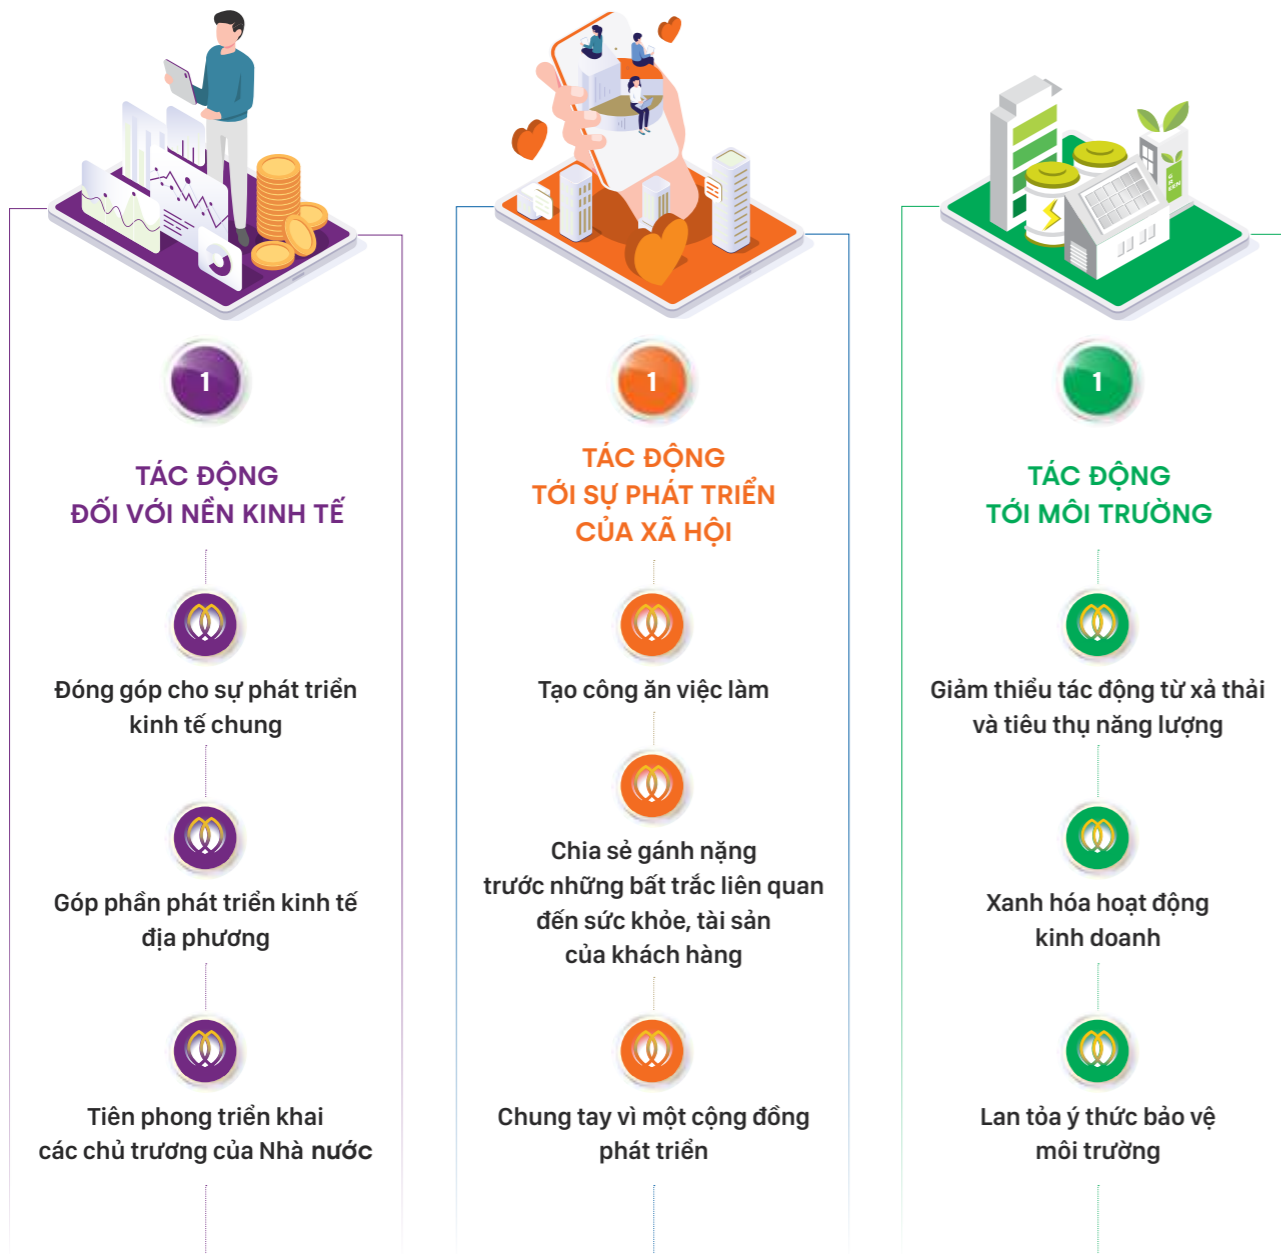 1
TÁC ĐỘNG
ĐỐI VỚI NỀN KINH TẾ
Đóng góp cho sự phát triển
kinh tế chung
Góp phần phát triển kinh tế
địa phương
Tiên phong triển khai
các chủ trương của Nhà nước
1
TÁC ĐỘNG
TỚI SỰ PHÁT TRIỂN
CỦA XÃ HỘI
Tạo công ăn việc làm
Chia sẻ gánh nặng
trước những bất trắc liên quan
đến sức khỏe, tài sản
của khách hàng
Chung tay vì một cộng đồng
phát triển
GREEN
1
TÁC ĐỘNG
TỚI MÔI TRƯỜNG
Giảm thiểu tác động từ xả thải
và tiêu thụ năng lượng
Xanh hóa hoạt động
kinh doanh
Lan tỏa ý thức bảo vệ
môi trường